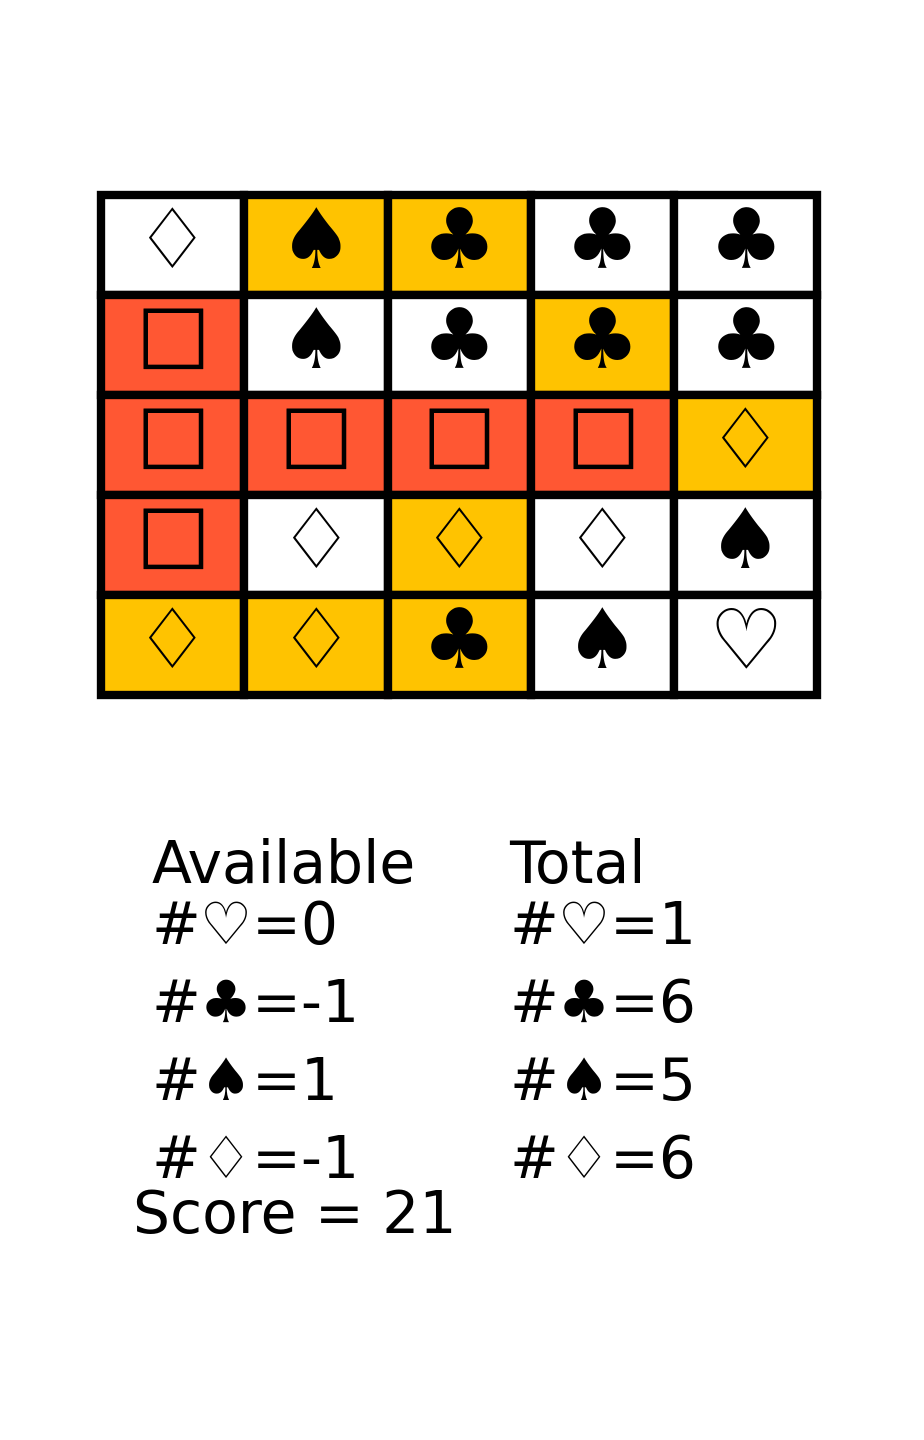 ♢ ♠ ♣ ♣ ♣
□ ♠ ♣ ♣ ♣
□ □ □ □ ♢
□ ♢ ♢ ♢ ♠
♢ ♢ ♣ ♠ ♡
Available Total
#♡=0 #♡=1
#♣=-1 #♣=6
#♠=1 #♠=5
#♢=-1 #♢=6
Score = 21